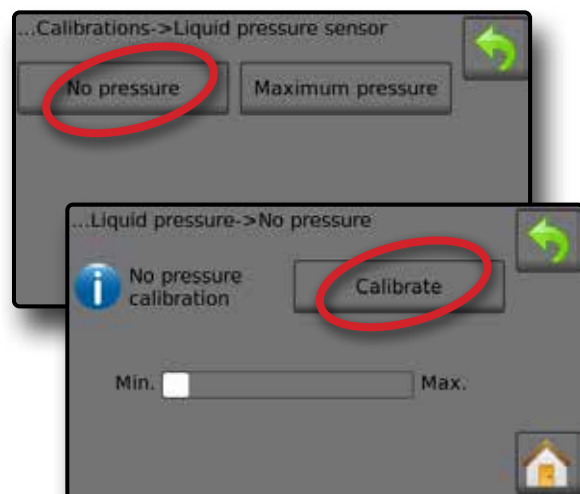 ...Calibrations->Liquid pressure sensor
No pressure
Maximum pressure
...Liquid pressure->No pressure
No pressure
calibration
Calibrate
Min.
Max.